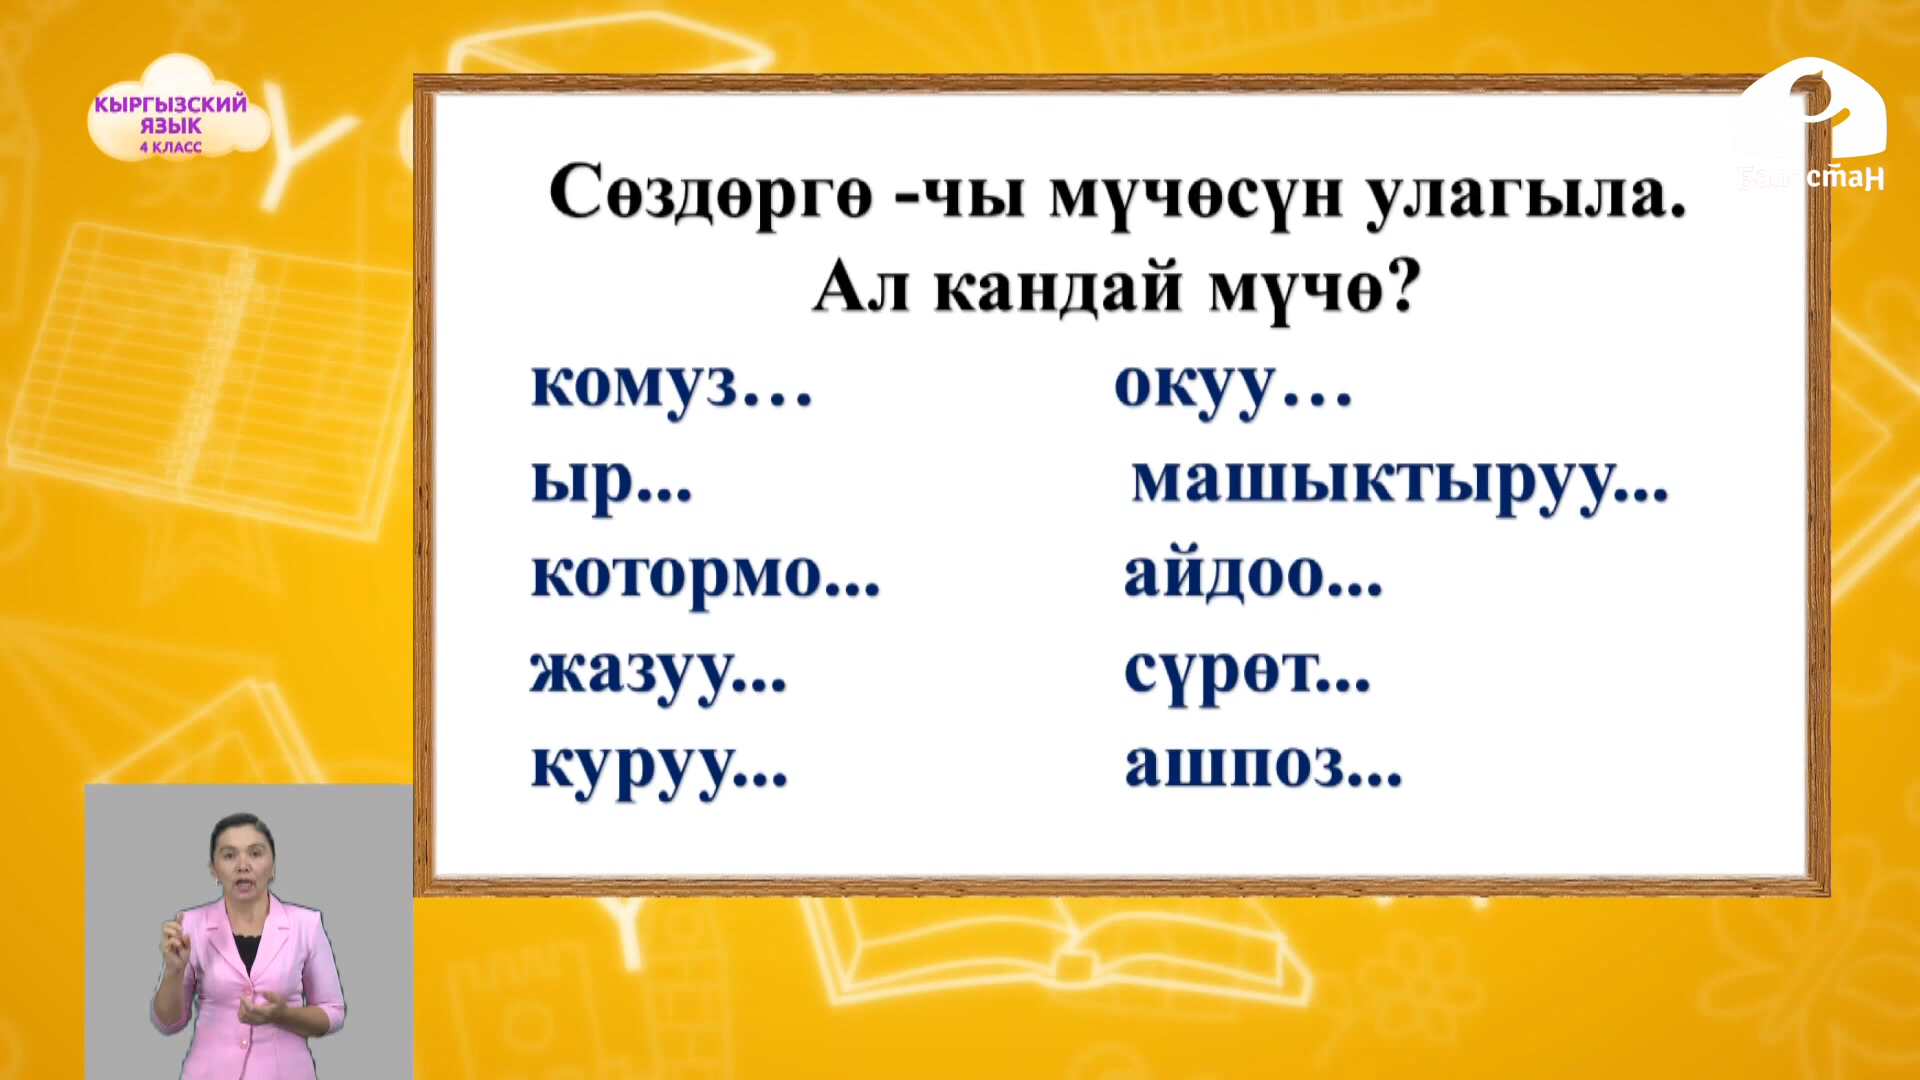 КЫРГЫЗСКИЙ
ЯЗЫК
4 КЛАСС
Баластан
Сөздөргө -чы мүчөсүн улагыла.
Ал кандай мүчө?
комуз… окуу…
ыр... машыктыруу...
котормо... айдоо...
жазуу... сүрөт...
куруу... ашпоз...